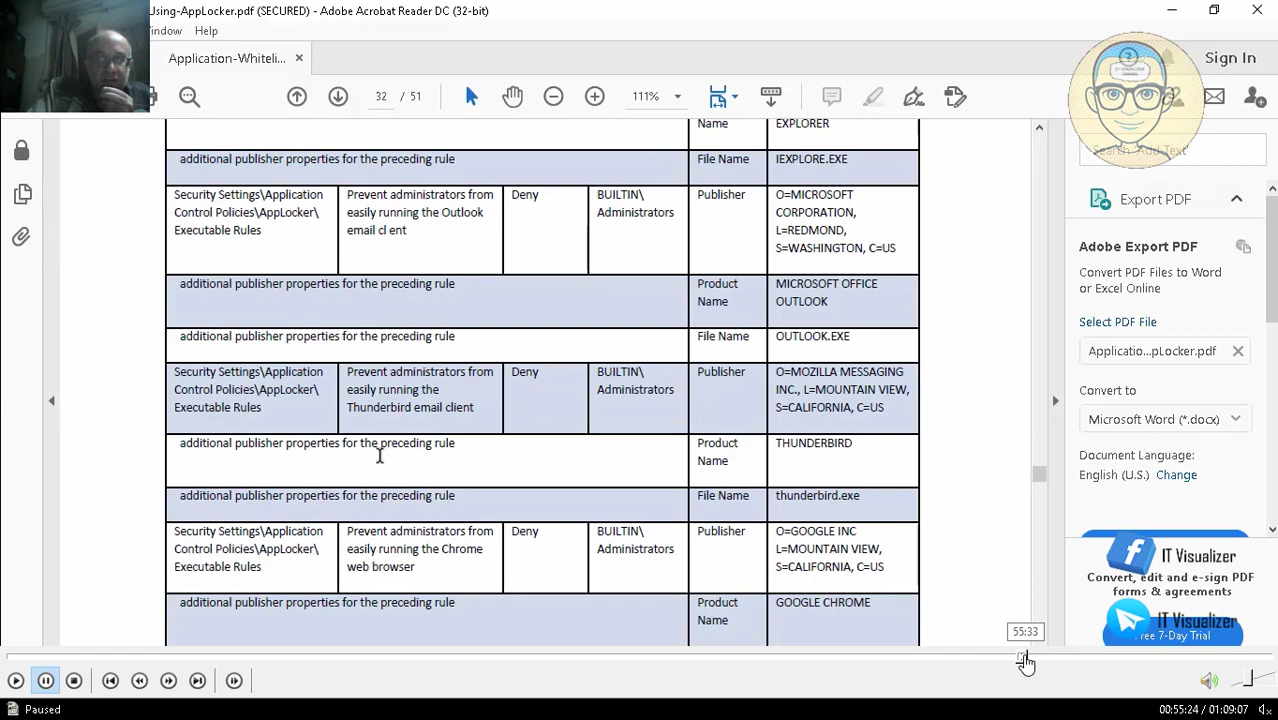 Using-AppLocker.pdf (SECURED) - Adobe Acrobat Reader DC (32-bit)
indow Help
Application-Whiteli... ×
Sign In
32 / 51
111%
Search 'Add Text'
Name EXPLORER
additional publisher properties for the preceding rule File Name IEXPLORE.EXE
Security Settings\Application Prevent administrators from Deny BUILTIN\ Publisher O=MICROSOFT
Control Policies\AppLocker\ easily running the Outlook Administrators CORPORATION,
Executable Rules email cl ent L=REDMOND,
S=WASHINGTON, C=US
additional publisher properties for the preceding rule Product MICROSOFT OFFICE
Name OUTLOOK
additional publisher properties for the preceding rule File Name OUTLOOK.EXE
Security Settings\Application Prevent administrators from Deny BUILTIN\ Publisher O=MOZILLA MESSAGING
Control Policies\AppLocker\ easily running the Administrators INC., L=MOUNTAIN VIEW,
Executable Rules Thunderbird email client S=CALIFORNIA, C=US
additional publisher properties for the preceding rule Product THUNDERBIRD
Name
additional publisher properties for the preceding rule File Name thunderbird.exe
Security Settings\Application Prevent administrators from Deny BUILTIN\ Publisher O=GOOGLE INC
Control Policies\AppLocker\ easily running the Chrome Administrators L=MOUNTAIN VIEW,
Executable Rules web browser S=CALIFORNIA, C=US
additional publisher properties for the preceding rule Product GOOGLE CHROME
Name
Export PDF
Adobe Export PDF
Convert PDF Files to Word
or Excel Online
Select PDF File
Applicatio...pLocker.pdf ×
Convert to
Microsoft Word (*.docx)
Document Language:
English (U.S.) Change
IT Visualizer
Convert, edit and e-sign PDF
forms & agreements
IT Visualizer
Free 7-Day Trial
55:33
Paused
00:55:24 / 01:09:07